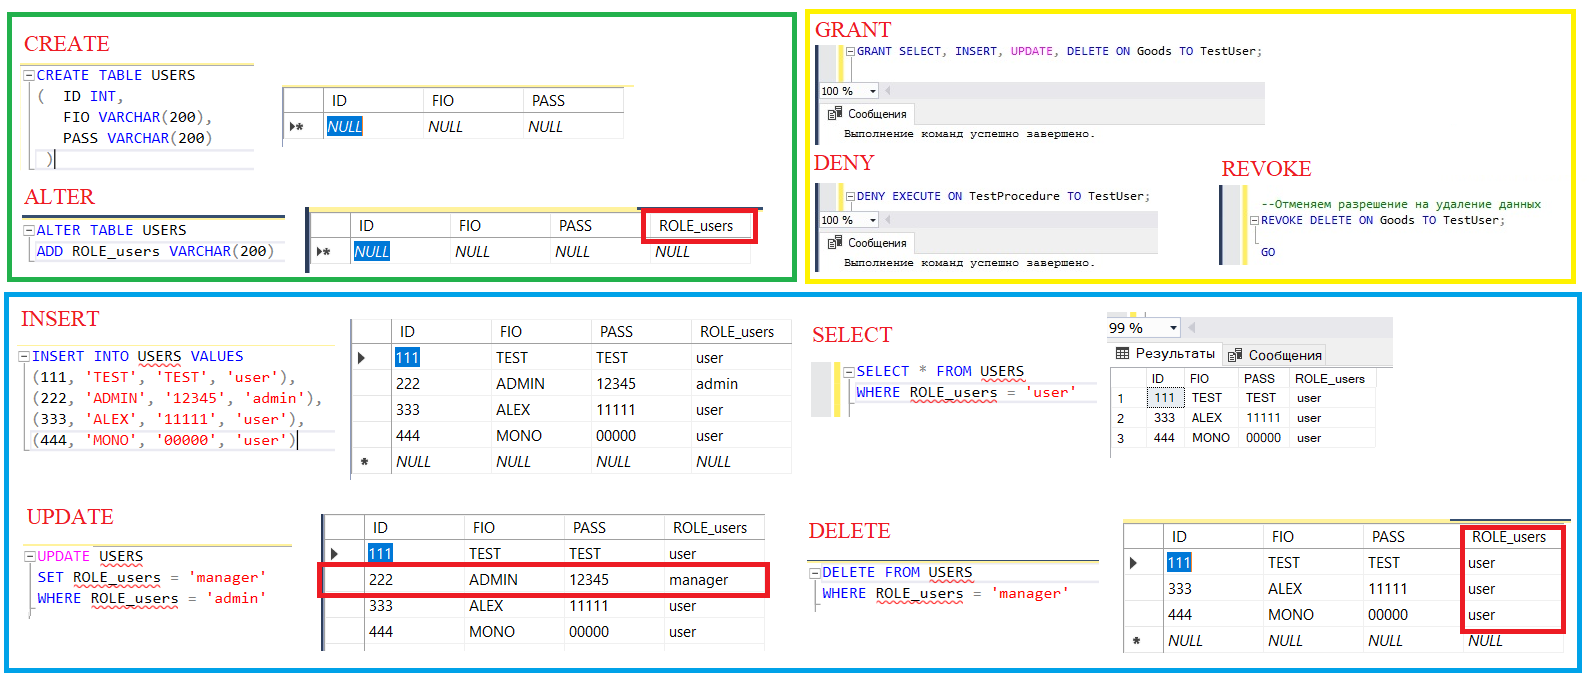 CREATE
CREATE TABLE USERS
( ID INT,
FIO VARCHAR(200),
PASS VARCHAR(200)
)
ID FIO PASS
NULL NULL NULL
ALTER
ALTER TABLE USERS
ADD ROLE_users VARCHAR(200)
ID FIO PASS ROLE_users
NULL NULL NULL NULL
GRANT
GRANT SELECT, INSERT, UPDATE, DELETE ON Goods TO TestUser;
100 %
Сообщения
Выполнение команд успешно завершено.
DENY
DENY EXECUTE ON TestProcedure TO TestUser;
100 %
Сообщения
Выполнение команд успешно завершено.
REVOKE
--Отменяем разрешение на удаление данных
REVOKE DELETE ON Goods TO TestUser;
GO
INSERT
INSERT INTO USERS VALUES
(111, 'TEST', 'TEST', 'user'),
(222, 'ADMIN', '12345', 'admin'),
(333, 'ALEX', '11111', 'user'),
(444, 'MONO', '00000', 'user')
ID FIO PASS ROLE_users
111 TEST TEST user
222 ADMIN 12345 admin
333 ALEX 11111 user
444 MONO 00000 user
* NULL NULL NULL NULL
SELECT
SELECT * FROM USERS
WHERE ROLE_users = 'user'
99 %
Результаты Сообщения
ID FIO PASS ROLE_users
1 111 TEST TEST user
2 333 ALEX 11111 user
3 444 MONO 00000 user
UPDATE
UPDATE USERS
SET ROLE_users = 'manager'
WHERE ROLE_users = 'admin'
ID FIO PASS ROLE_users
111 TEST TEST user
222 ADMIN 12345 manager
333 ALEX 11111 user
444 MONO 00000 user
DELETE
DELETE FROM USERS
WHERE ROLE_users = 'manager'
ID FIO PASS ROLE_users
111 TEST TEST user
333 ALEX 11111 user
444 MONO 00000 user
* NULL NULL NULL NULL